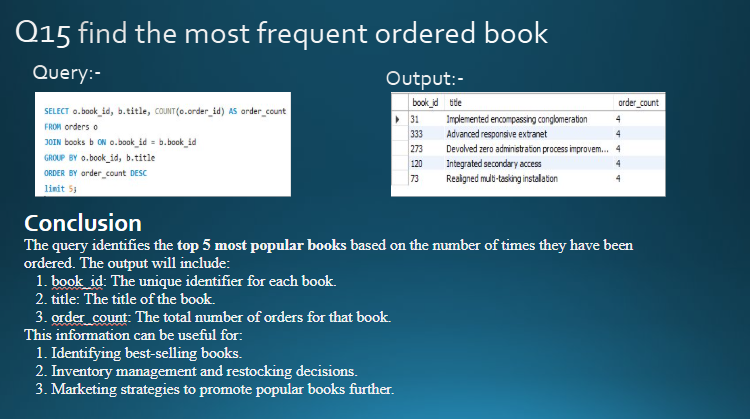 Q15 find the most frequent ordered book
Query:-
SELECT o.book_id, b.title, COUNT(o.order_id) AS order_count
FROM orders o
JOIN books b ON o.book_id = b.book_id
GROUP BY o.book_id, b.title
ORDER BY order_count DESC
limit 5;
Output:-
book_id title order_count
31 Implemented encompassing conglomeration 4
333 Advanced responsive extranet 4
273 Devolved zero administration process improvem... 4
120 Integrated secondary access 4
73 Realigned multi-tasking installation 4
Conclusion
The query identifies the top 5 most popular books based on the number of times they have been
ordered. The output will include:
1. book_id: The unique identifier for each book.
2. title: The title of the book.
3. order_count: The total number of orders for that book.
This information can be useful for:
1. Identifying best-selling books.
2. Inventory management and restocking decisions.
3. Marketing strategies to promote popular books further.